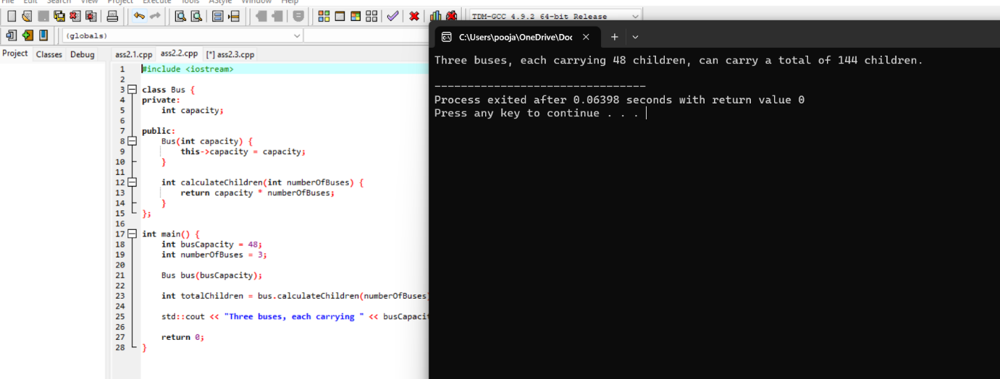 File Edit Search View Project Execute Tools AStyle Window Help
TDM-GCC 4.9.2 64-bit Release
(globals)
Project Classes Debug
ass2.1.cpp ass2.2.cpp [*] ass2.3.cpp
1 #include <iostream>
2
3 class Bus {
4 private:
5 int capacity;
6
7 public:
8 Bus(int capacity) {
9 this->capacity = capacity;
10 }
11
12 int calculateChildren(int numberOfBuses) {
13 return capacity * numberOfBuses;
14 }
15 };
16
17 int main() {
18 int busCapacity = 48;
19 int numberOfBuses = 3;
20
21 Bus bus(busCapacity);
22
23 int totalChildren = bus.calculateChildren(numberOfBuses)
24
25 std::cout << "Three buses, each carrying " << busCapacit
26
27 return 0;
28 }
C:\Users\pooja\OneDrive\Doc
Three buses, each carrying 48 children, can carry a total of 144 children.
--------------------------------
Process exited after 0.06398 seconds with return value 0
Press any key to continue . . .